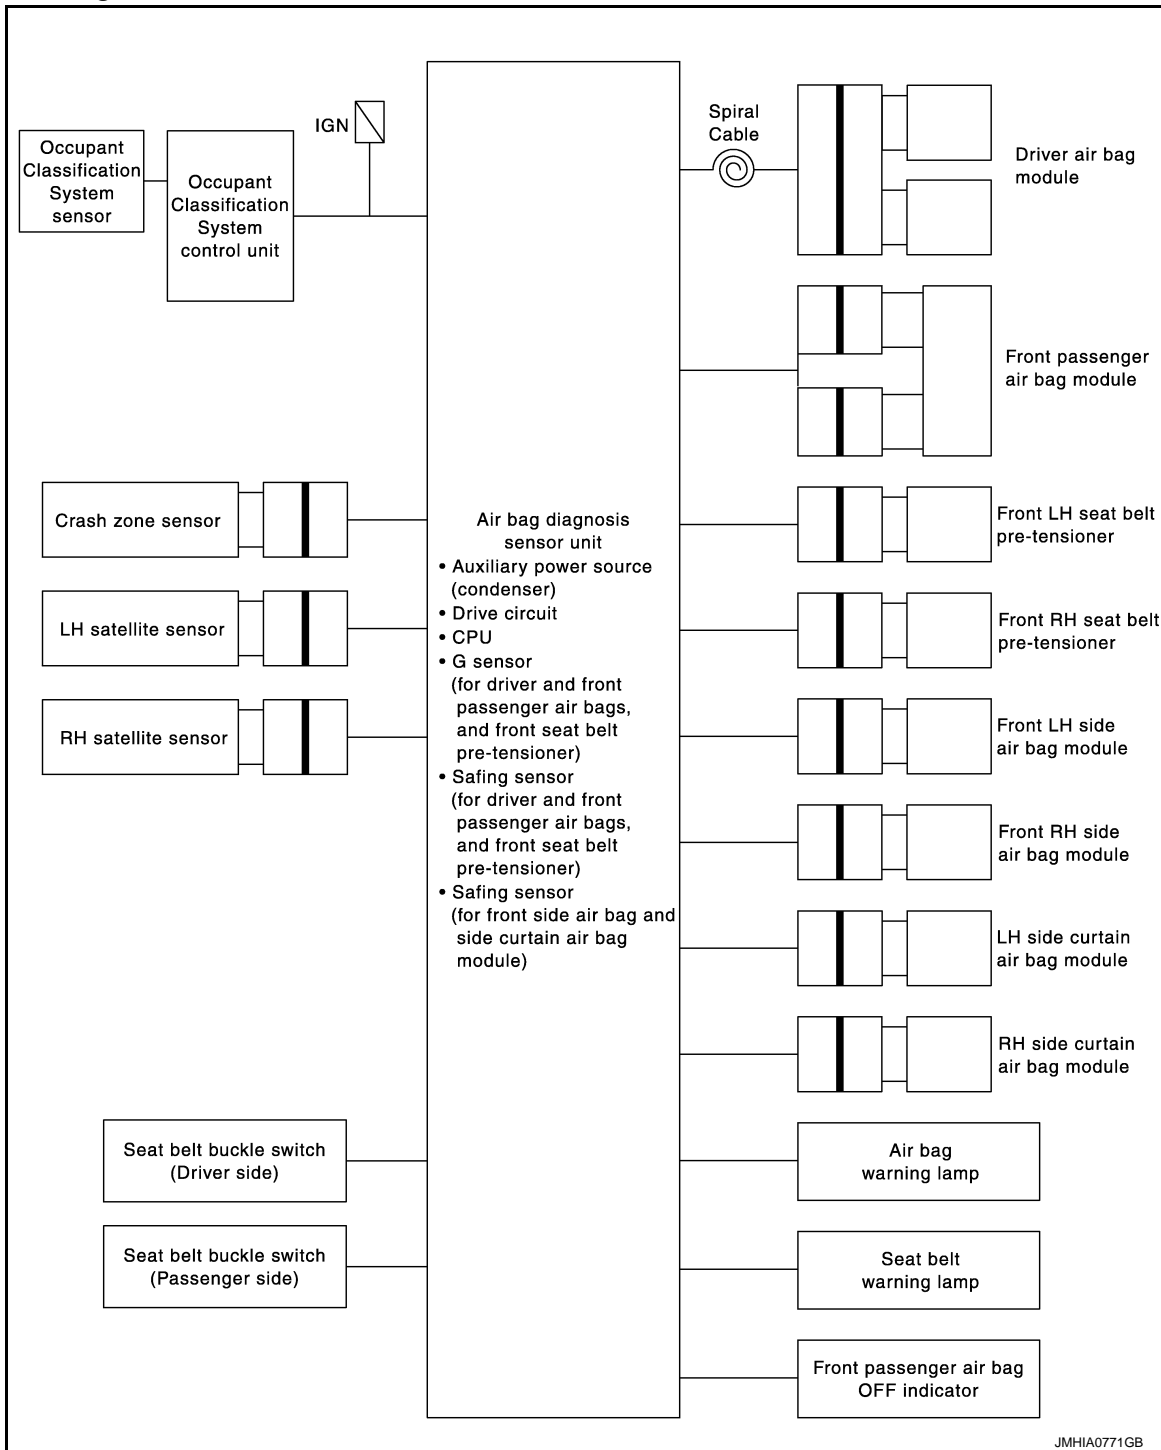 IGN
Occupant
Classification
System
sensor
Occupant
Classification
System
control unit
Spiral
Cable
Driver air bag
module
Front passenger
air bag module
Crash zone sensor
LH satellite sensor
RH satellite sensor
Air bag diagnosis
sensor unit
• Auxiliary power source
(condenser)
• Drive circuit
• CPU
• G sensor
(for driver and front
passenger air bags,
and front seat belt
pre-tensioner)
• Safing sensor
(for driver and front
passenger air bags,
and front seat belt
pre-tensioner)
• Safing sensor
(for front side air bag and
side curtain air bag
module)
Front LH seat belt
pre-tensioner
Front RH seat belt
pre-tensioner
Front LH side
air bag module
Front RH side
air bag module
LH side curtain
air bag module
RH side curtain
air bag module
Seat belt buckle switch
(Driver side)
Seat belt buckle switch
(Passenger side)
Air bag
warning lamp
Seat belt
warning lamp
Front passenger air bag
OFF indicator
JMHIA0771GB